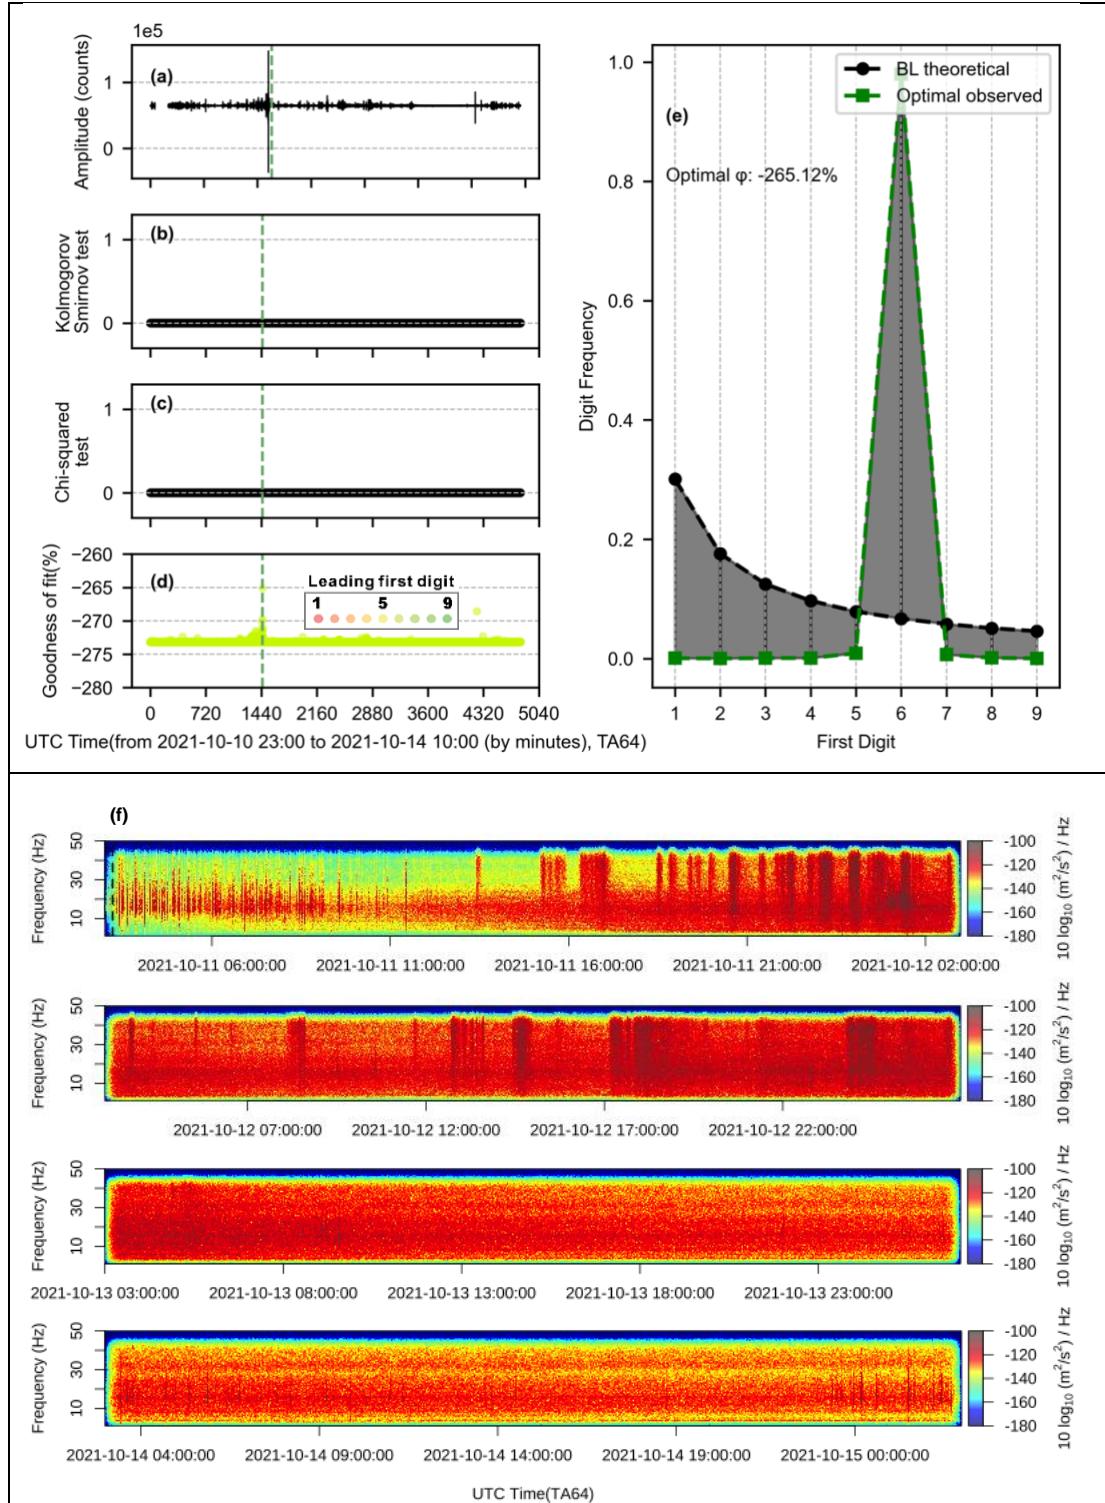 1e5
(a)
Amplitude (counts)
1
0
(b)
Kolmogorov
Smirnov test
1
0
(c)
Chi-squared
test
1
0
(d)
Goodness of fit(%)
−260
−265
−270
−275
−280
Leading first digit
1 5 9
0 720 1440 2160 2880 3600 4320 5040
UTC Time(from 2021-10-10 23:00 to 2021-10-14 10:00 (by minutes), TA64)
BL theoretical
Optimal observed
(e)
Optimal φ: -265.12%
Digit Frequency
1.0
0.8
0.6
0.4
0.2
0.0
1 2 3 4 5 6 7 8 9
First Digit
(f)
Frequency (Hz)
50
30
10
2021-10-11 06:00:00 2021-10-11 11:00:00 2021-10-11 16:00:00 2021-10-11 21:00:00 2021-10-12 02:00:00
-100
-120
-140
-160
-180
10 log10 (m²/s²) / Hz
Frequency (Hz)
50
30
10
2021-10-12 07:00:00 2021-10-12 12:00:00 2021-10-12 17:00:00 2021-10-12 22:00:00
-100
-120
-140
-160
-180
10 log10 (m²/s²) / Hz
Frequency (Hz)
50
30
10
2021-10-13 03:00:00 2021-10-13 08:00:00 2021-10-13 13:00:00 2021-10-13 18:00:00 2021-10-13 23:00:00
-100
-120
-140
-160
-180
10 log10 (m²/s²) / Hz
Frequency (Hz)
50
30
10
2021-10-14 04:00:00 2021-10-14 09:00:00 2021-10-14 14:00:00 2021-10-14 19:00:00 2021-10-15 00:00:00
-100
-120
-140
-160
-180
10 log10 (m²/s²) / Hz
UTC Time(TA64)